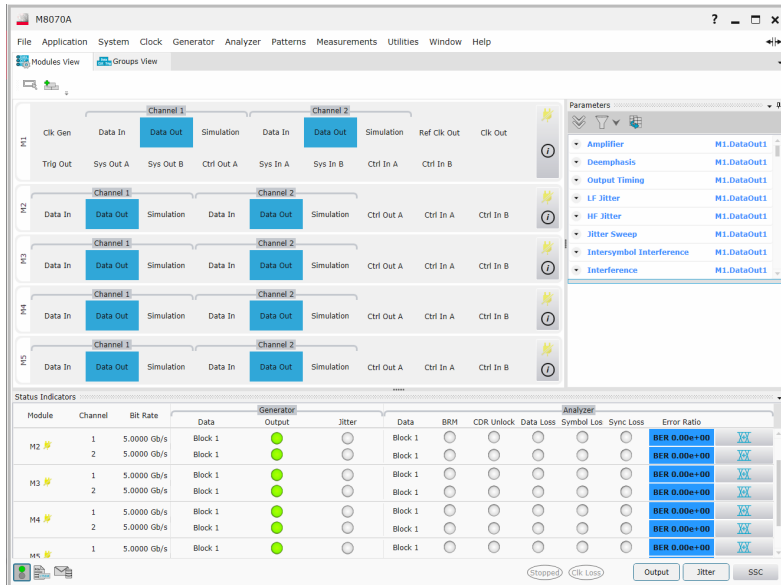 M8070A
?
File Application System Clock Generator Analyzer Patterns Measurements Utilities Window Help
Modules View Groups View
Channel 1 Channel 2
M1 Clk Gen Data In Data Out Simulation Data In Data Out Simulation Ref Clk Out Clk Out
Trig Out Sys Out A Sys Out B Ctrl Out A Sys In A Sys In B Ctrl In A Ctrl In B
Channel 1 Channel 2
M2 Data In Data Out Simulation Data In Data Out Simulation Ctrl Out A Ctrl In A Ctrl In B
Channel 1 Channel 2
M3 Data In Data Out Simulation Data In Data Out Simulation Ctrl Out A Ctrl In A Ctrl In B
Channel 1 Channel 2
M4 Data In Data Out Simulation Data In Data Out Simulation Ctrl Out A Ctrl In A Ctrl In B
Channel 1 Channel 2
M5 Data In Data Out Simulation Data In Data Out Simulation Ctrl Out A Ctrl In A Ctrl In B
Parameters
Amplifier M1.DataOut1
Deemphasis M1.DataOut1
Output Timing M1.DataOut1
LF Jitter M1.DataOut1
HF Jitter M1.DataOut1
Jitter Sweep M1.DataOut1
Intersymbol Interference M1.DataOut1
Interference M1.DataOut1
Status Indicators
Generator Analyzer
Module Channel Bit Rate Data Output Jitter Data BRM CDR Unlock Data Loss Symbol Los Sync Loss Error Ratio
M2 1 5.0000 Gb/s Block 1 Block 1 BER 0.00e+00
2 5.0000 Gb/s Block 1 Block 1 BER 0.00e+00
M3 1 5.0000 Gb/s Block 1 Block 1 BER 0.00e+00
2 5.0000 Gb/s Block 1 Block 1 BER 0.00e+00
M4 1 5.0000 Gb/s Block 1 Block 1 BER 0.00e+00
2 5.0000 Gb/s Block 1 Block 1 BER 0.00e+00
M5 1 5.0000 Gb/s Block 1 Block 1 BER 0.00e+00
Stopped Clk Loss Output Jitter SSC